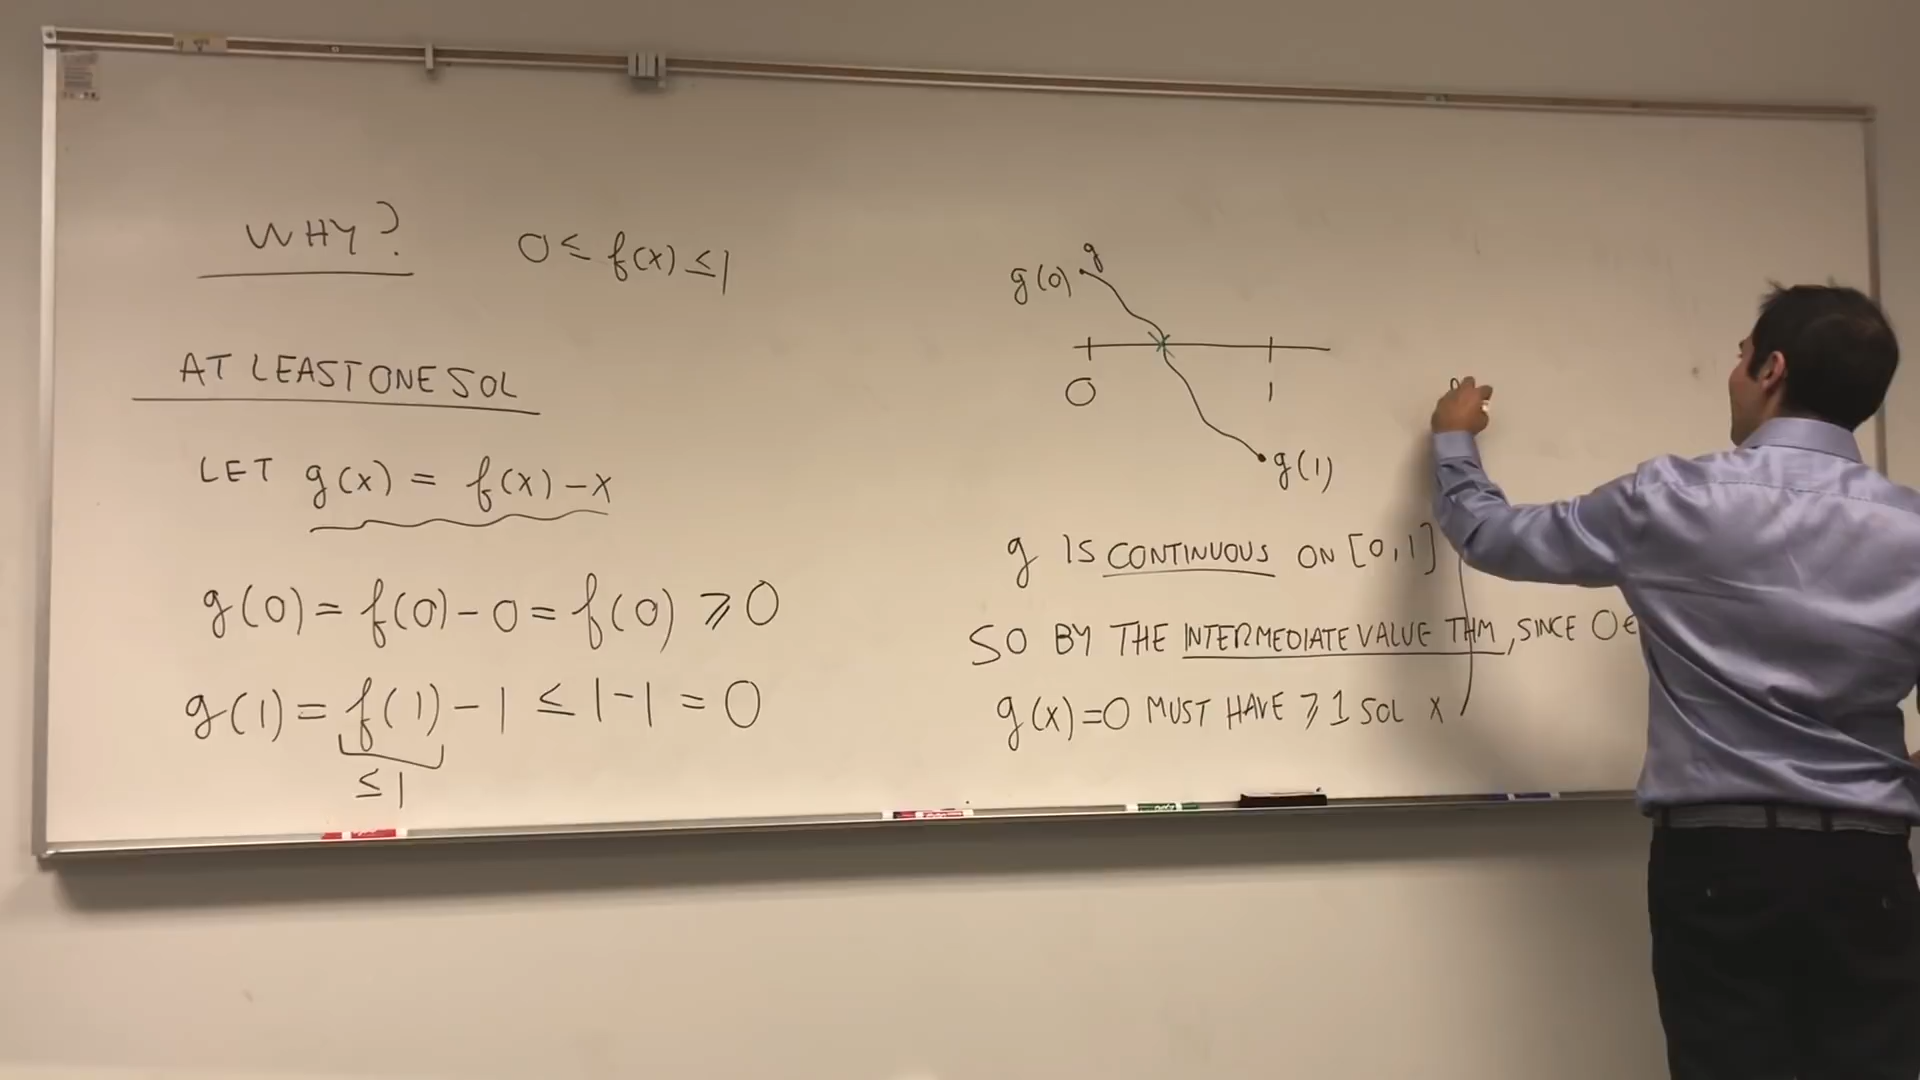 WHY?
0 ≤ f(x) ≤ 1
AT LEAST ONE SOL
LET g(x) = f(x) - x
g(0) = f(0) - 0 = f(0) ⩾ 0
g(1) = f(1) - 1 ≤ 1 - 1 = 0
≤ 1
g
g(0)
0 1
g(1)
g IS CONTINUOUS ON [0,1]
SO BY THE INTERMEDIATE VALUE THM, SINCE 0 ∈
g(x) = 0 MUST HAVE ⩾ 1 SOL x